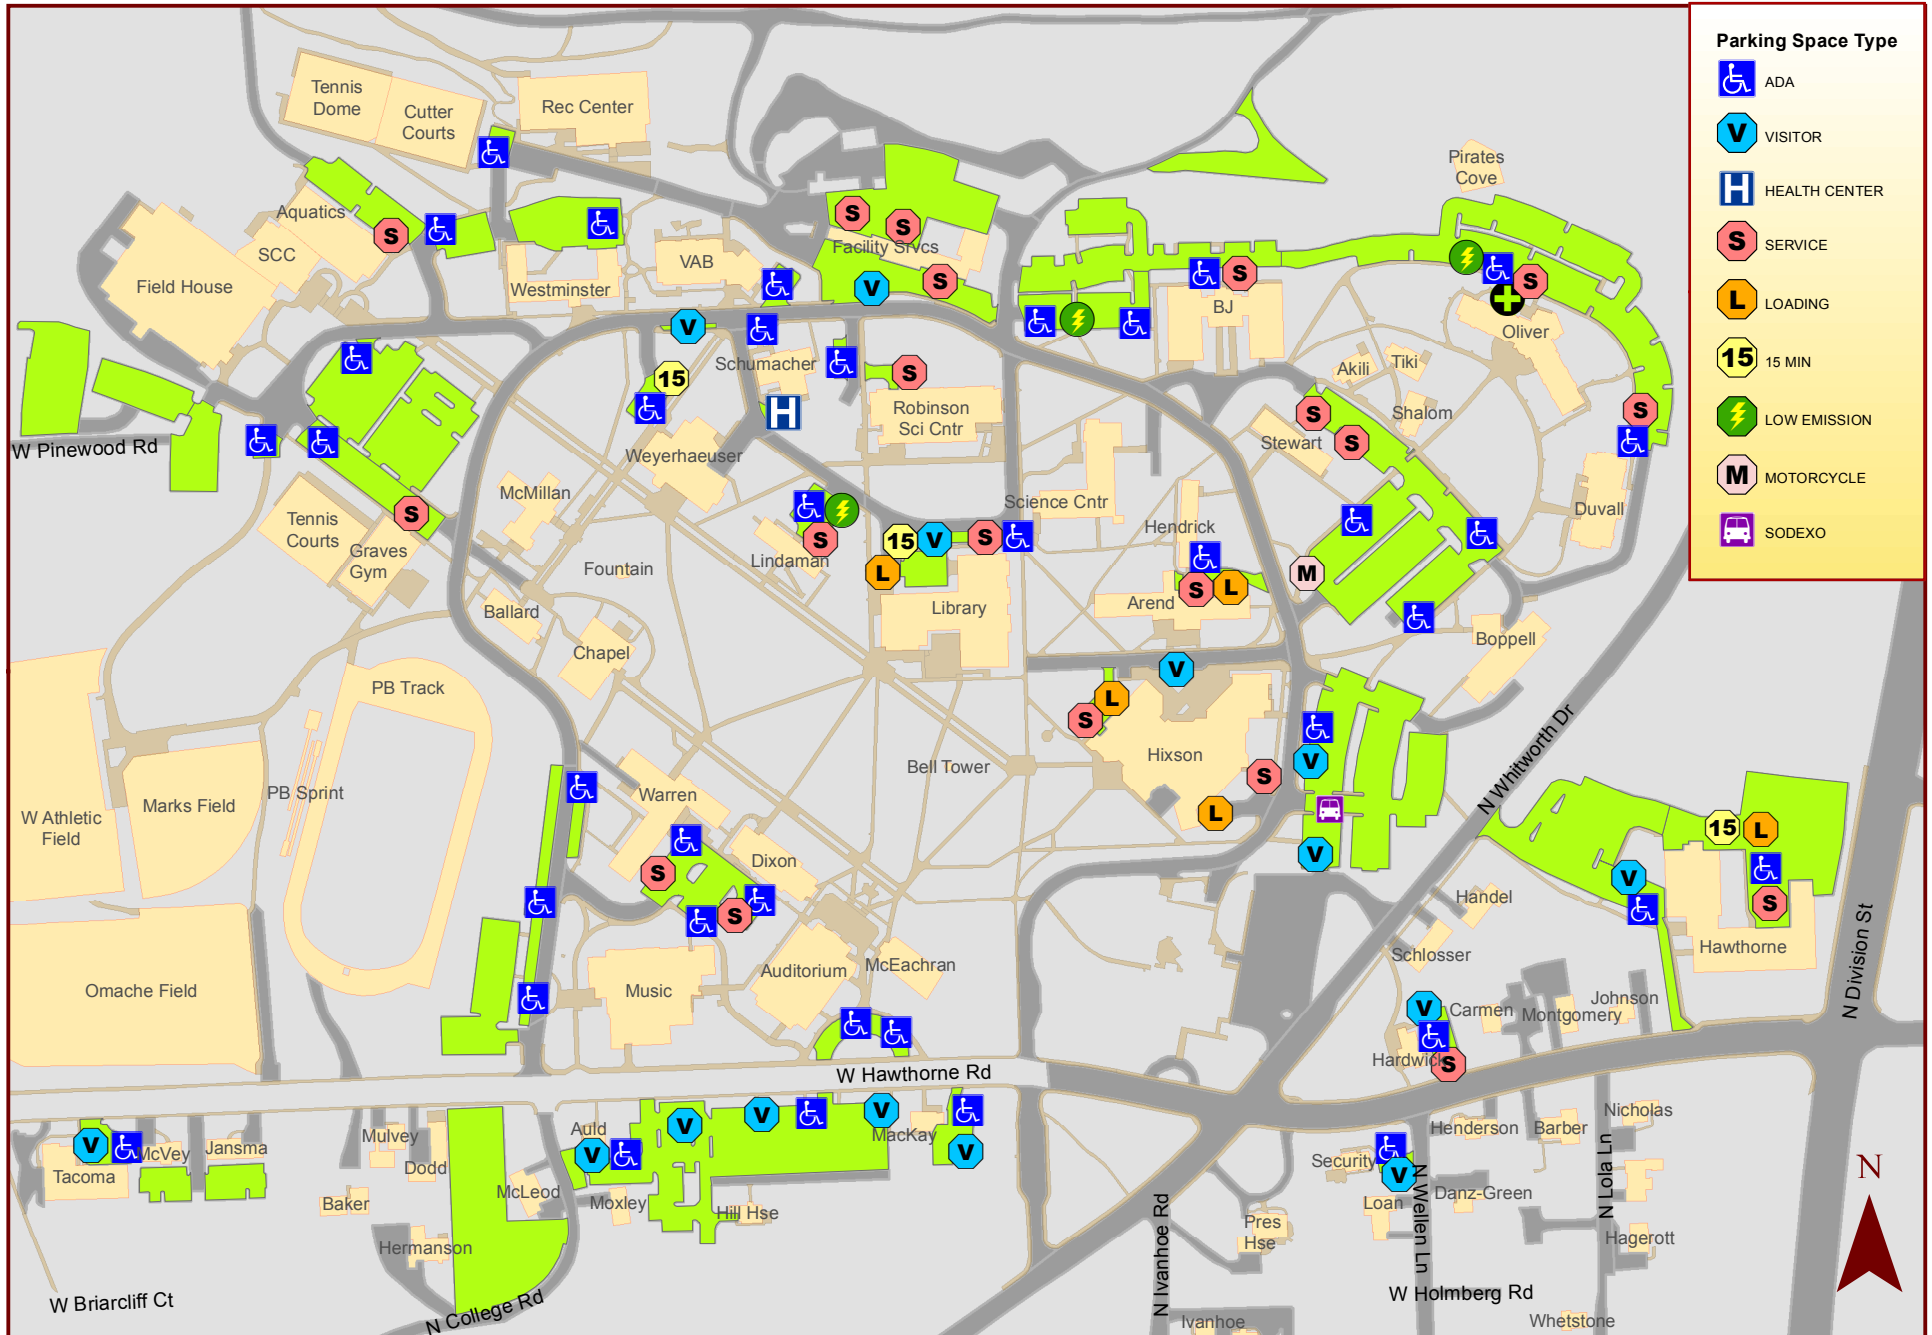 Parking Space Type
ADA
V VISITOR
H HEALTH CENTER
S SERVICE
L LOADING
15 15 MIN
LOW EMISSION
M MOTORCYCLE
SODEXO
Tennis
Dome
Cutter
Courts
Rec Center
Pirates
Cove
Aquatics
S
SCC
Field House
Westminster
VAB
S
S
Facility Srvcs
S
V
V
S
BJ
S
Oliver
Schumacher
15
H
S
Robinson
Sci Cntr
Akili
Tiki
Shalom
S
S
Stewart
S
W Pinewood Rd
Weyerhaeuser
McMillan
Science Cntr
Duvall
S
Tennis
Courts
Graves
Gym
Hendrick
S
Lindaman
15
V
S
L
Fountain
Library
Arend
S
L
M
Ballard
Chapel
Boppell
PB Track
V
L
S
Hixson
S
L
V
V
Bell Tower
N Whitworth Dr
PB Sprint
Marks Field
W Athletic
Field
Warren
S
Dixon
S
15
L
V
S
Handel
Schlosser
Hawthorne
N Division St
Omache Field
Music
Auditorium
McEachran
V
Carmen
Johnson
Montgomery
Hardwick
S
W Hawthorne Rd
V
Tacoma
McVey
Jansma
Mulvey
Dodd
Baker
Hermanson
McLeod
Auld
V
V
V
V
MacKay
V
Moxley
Hill Hse
Nicholas
Henderson
Barber
Security
V
Loan
Danz-Green
N Wellen Ln
N Lola Ln
Hagerott
Pres
Hse
N Ivanhoe Rd
W Briarcliff Ct
N College Rd
W Holmberg Rd
Ivanhoe
Whetstone
N